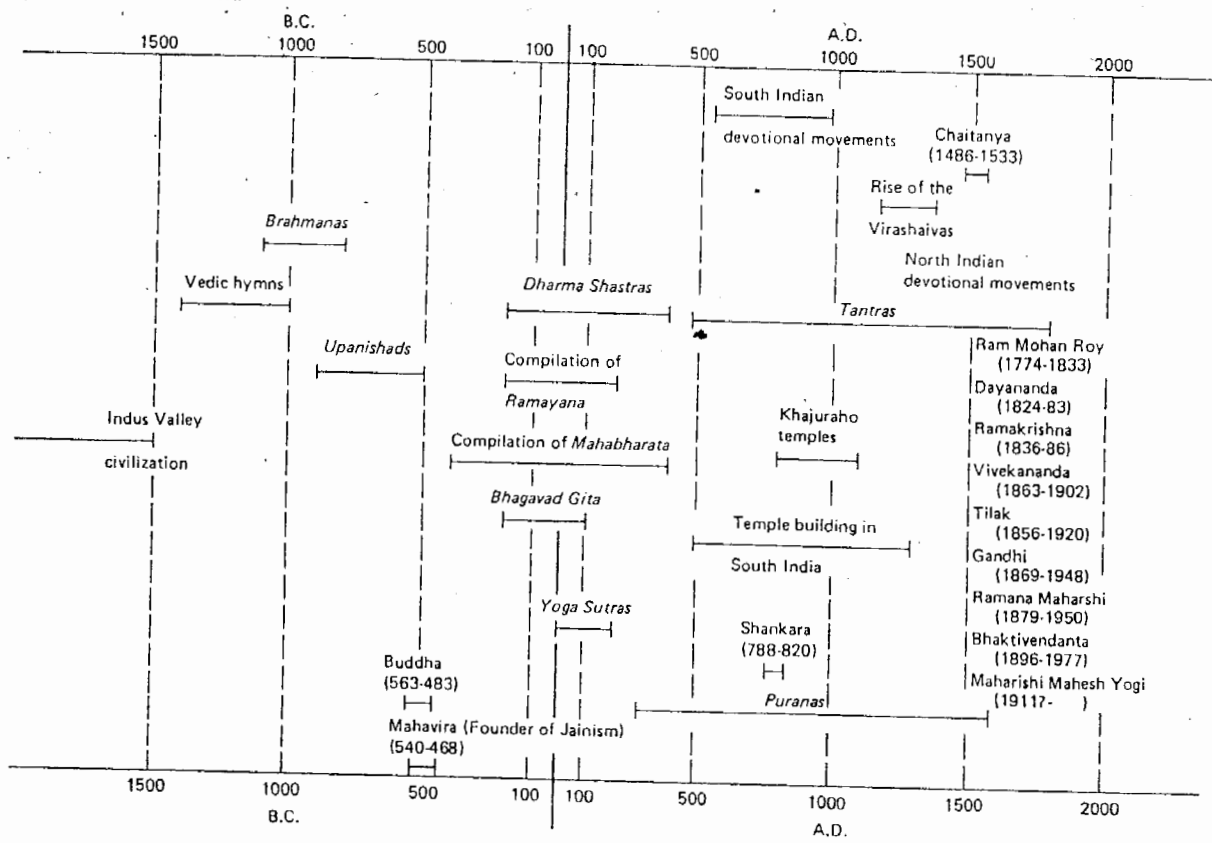 B.C.
A.D.
1500 1000 500 100 100 500 1000 1500 2000
South Indian
devotional movements
Chaitanya
(1486-1533)
Rise of the
Virashaivas
Brahmanas
North Indian
devotional movements
Vedic hymns
Dharma Shastras
Tantras
Upanishads
Compilation of
Ramayana
Ram Mohan Roy
(1774-1833)
Dayananda
(1824-83)
Indus Valley
civilization
Khajuraho
temples
Ramakrishna
(1836-86)
Compilation of Mahabharata
Vivekananda
(1863-1902)
Bhagavad Gita
Tilak
(1856-1920)
Temple building in
South India
Gandhi
(1869-1948)
Yoga Sutras
Ramana Maharshi
(1879-1950)
Shankara
(788-820)
Bhaktivendanta
(1896-1977)
Buddha
(563-483)
Maharishi Mahesh Yogi
(1911?- )
Puranas
Mahavira (Founder of Jainism)
(540-468)
1500 1000 500 100 100 500 1000 1500 2000
B.C.
A.D.